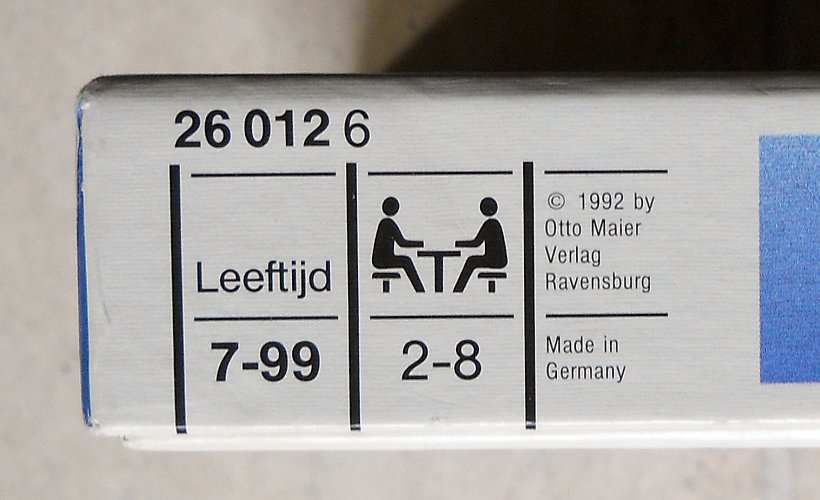 26 012 6
Leeftijd
7-99
2-8
© 1992 by
Otto Maier
Verlag
Ravensburg
Made in
Germany